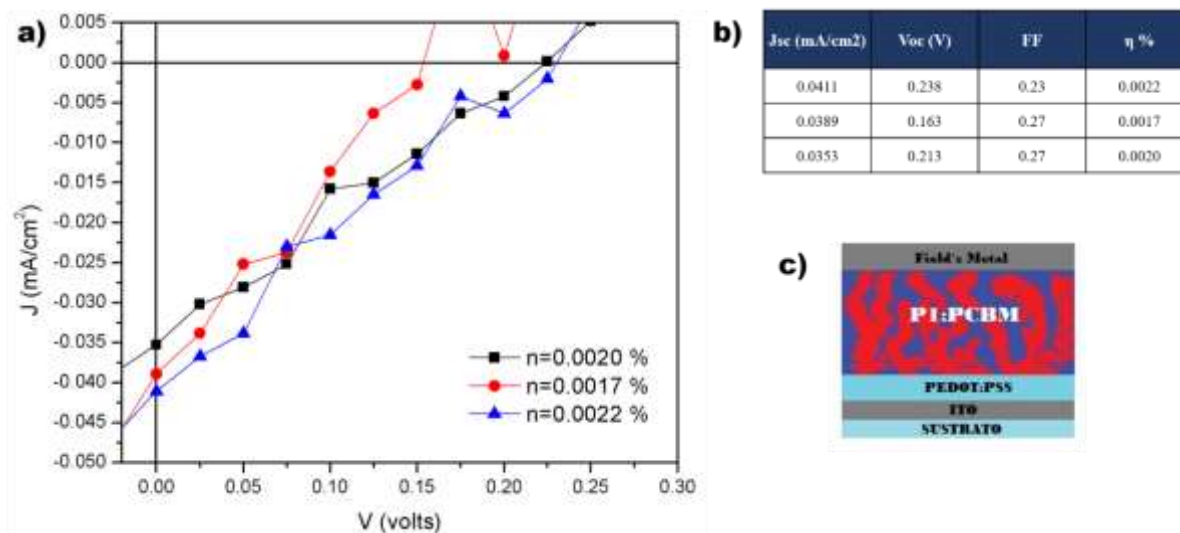 a)
0.005
0.000
-0.005
-0.010
-0.015
-0.020
-0.025
-0.030
-0.035
-0.040
-0.045
-0.050
J (mA/cm²)
0.00 0.05 0.10 0.15 0.20 0.25 0.30
V (volts)
n=0.0020 %
n=0.0017 %
n=0.0022 %
b)
Jsc (mA/cm2) Voc (V) FF η %
0.0411 0.238 0.23 0.0022
0.0389 0.163 0.27 0.0017
0.0353 0.213 0.27 0.0020
c)
Field's Metal
P1:PCBM
PEDOT:PSS
ITO
SUSTRATO